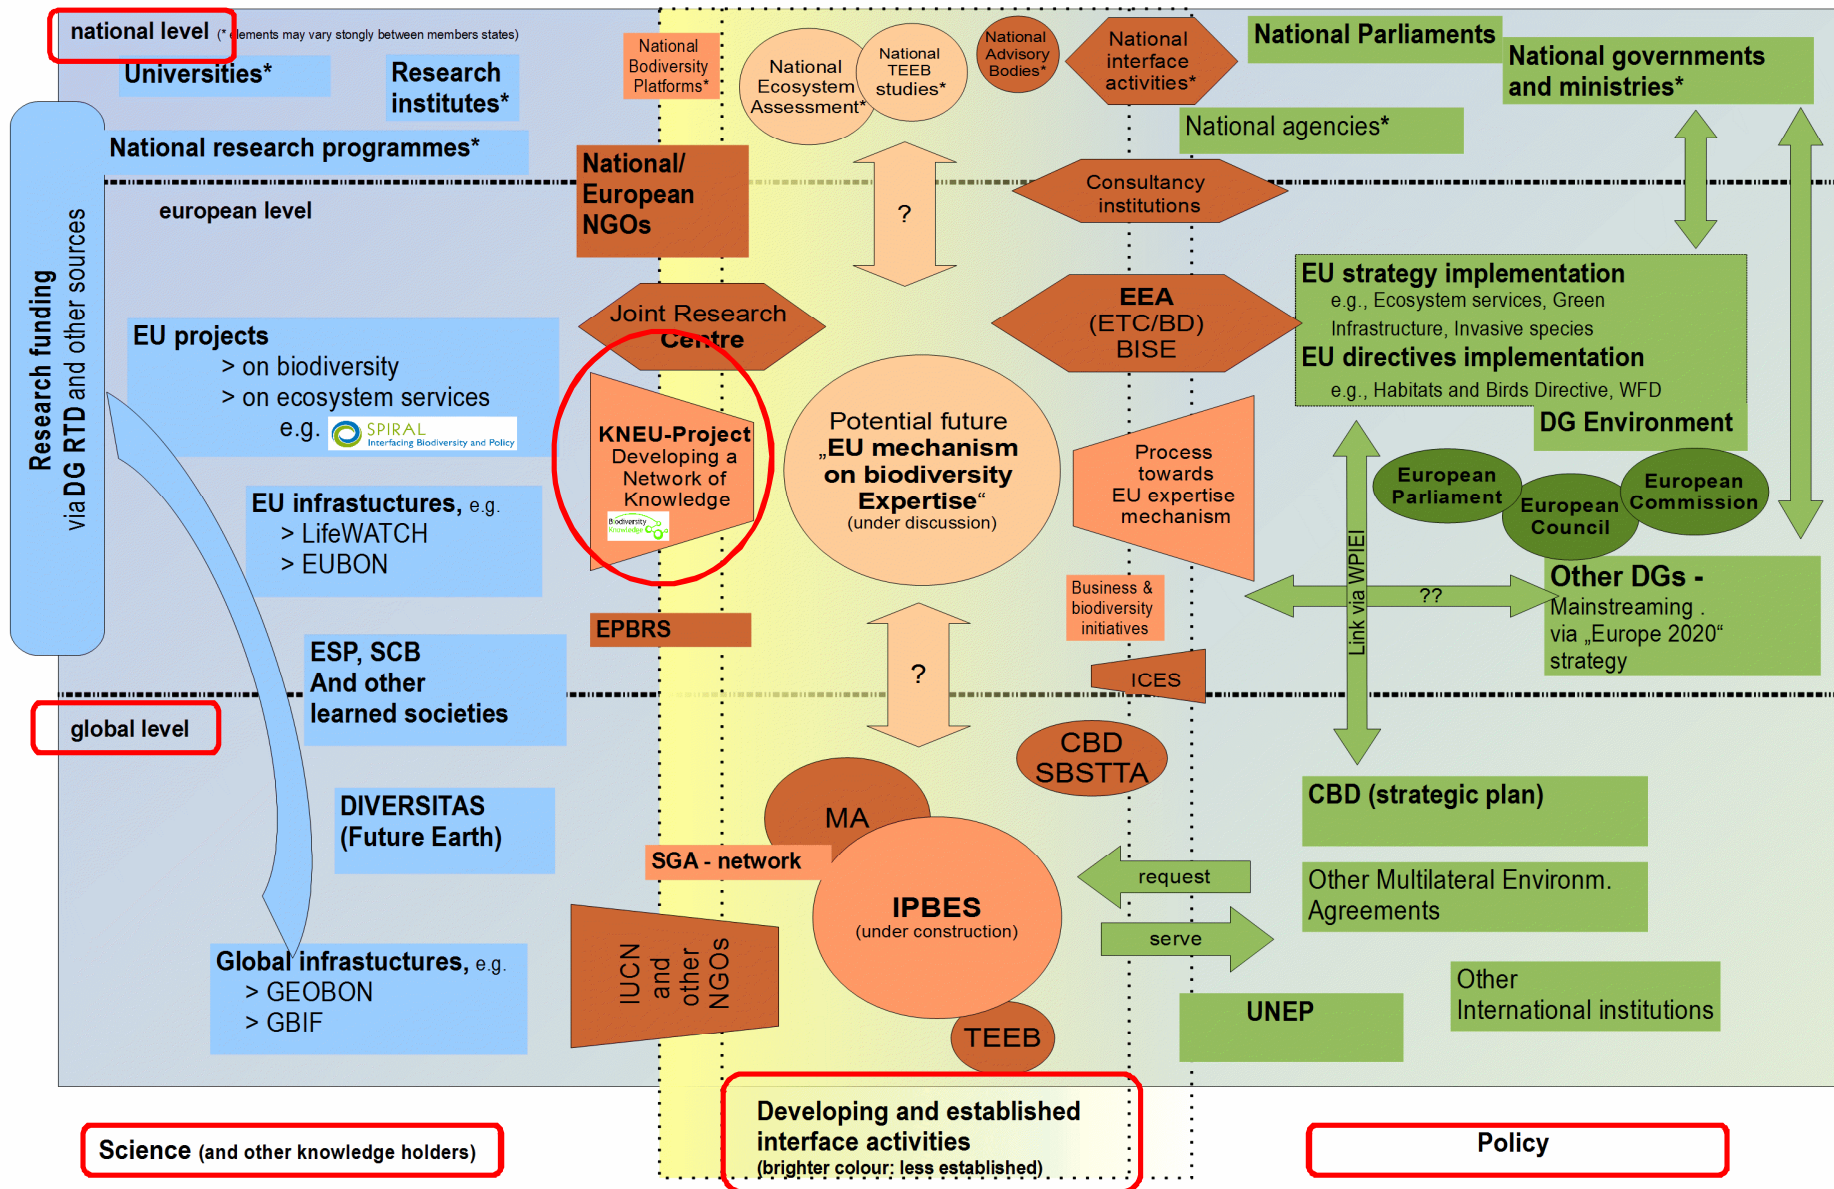 national level (* elements may vary stongly between members states)
Universities*
Research
institutes*
National research programmes*
National
Biodiversity
Platforms*
National
Ecosystem
Assessment*
National
TEEB
studies*
National
Advisory
Bodies*
National
interface
activities*
National Parliaments
National governments
and ministries*
National agencies*
National/
European
NGOs
Consultancy
institutions
?
european level
Research funding
via DG RTD and other sources
EU projects
> on biodiversity
> on ecosystem services
e.g.
SPIRAL
Interfacing Biodiversity and Policy
Joint Research
Centre
EEA
(ETC/BD)
BISE
EU strategy implementation
e.g., Ecosystem services, Green
Infrastructure, Invasive species
EU directives implementation
e.g., Habitats and Birds Directive, WFD
DG Environment
KNEU-Project
Developing a
Network of
Knowledge
Biodiversity
Knowledge
Potential future
„EU mechanism
on biodiversity
Expertise“
(under discussion)
Process
towards
EU expertise
mechanism
European
Parliament
European
Council
European
Commission
EU infrastuctures, e.g.
> LifeWATCH
> EUBON
Link via WPIEI
??
Other DGs -
Mainstreaming .
via „Europe 2020“
strategy
Business &
biodiversity
initiatives
EPBRS
ESP, SCB
And other
learned societies
?
ICES
global level
CBD
SBSTTA
MA
CBD (strategic plan)
DIVERSITAS
(Future Earth)
SGA - network
IPBES
(under construction)
request
serve
Other Multilateral Environm.
Agreements
Global infrastuctures, e.g.
> GEOBON
> GBIF
IUCN
and
other
NGOs
Other
International institutions
UNEP
TEEB
Developing and established
interface activities
(brighter colour: less established)
Science (and other knowledge holders)
Policy